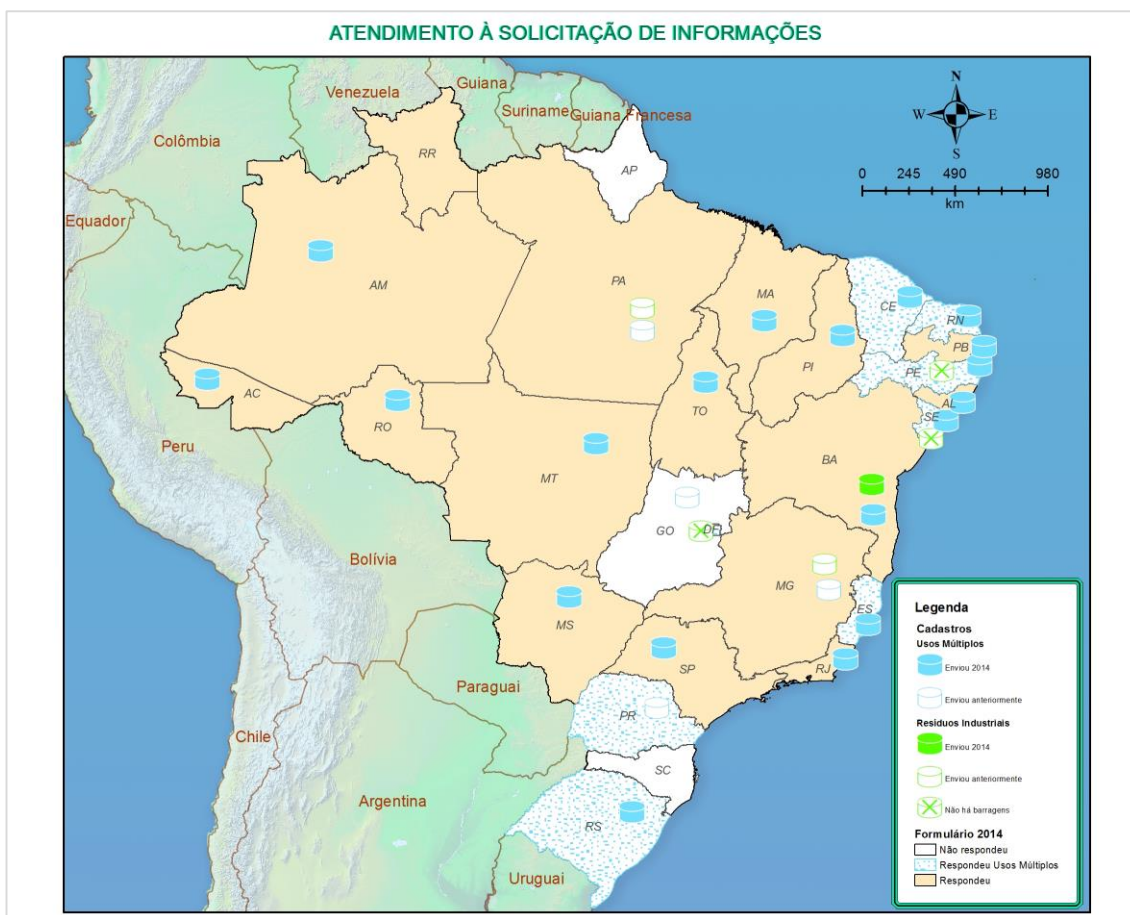 ATENDIMENTO À SOLICITAÇÃO DE INFORMAÇÕES
Venezuela
Guiana
Suriname
Guiana Francesa
Colômbia
Equador
Peru
Bolívia
Paraguai
Chile
Argentina
Uruguai
N
W
E
S
0 245 490 980
km
RR
AP
AM
PA
MA
CE
RN
PB
PI
PE
AL
SE
AC
RO
TO
BA
MT
GO
DF
MG
ES
MS
SP
RJ
PR
SC
RS
Legenda
Cadastros
Usos Múltiplos
Enviou 2014
Enviou anteriormente
Resíduos Industriais
Enviou 2014
Enviou anteriormente
Não há barragens
Formulário 2014
Não respondeu
Respondeu Usos Múltiplos
Respondeu